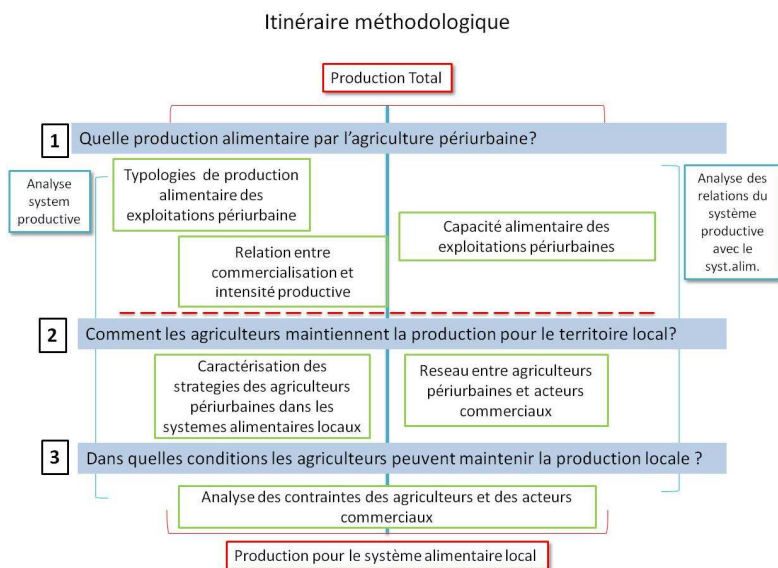 Itinéraire méthodologique
Production Total
1
Quelle production alimentaire par l'agriculture périurbaine?
Analyse
system
productive
Typologies de production
alimentaire des
exploitations périurbaine
Relation entre
commercialisation et
intensité productive
Capacité alimentaire des
exploitations périurbaines
Analyse des
relations du
système
productive
avec le
syst.alim.
2
Comment les agriculteurs maintiennent la production pour le territoire local?
Caractérisation des
strategies des agriculteurs
périurbaines dans les
systemes alimentaires locaux
Reseau entre agriculteurs
périurbaines et acteurs
commerciaux
3
Dans quelles conditions les agriculteurs peuvent maintenir la production locale ?
Analyse des contraintes des agriculteurs et des acteurs
commerciaux
Production pour le système alimentaire local